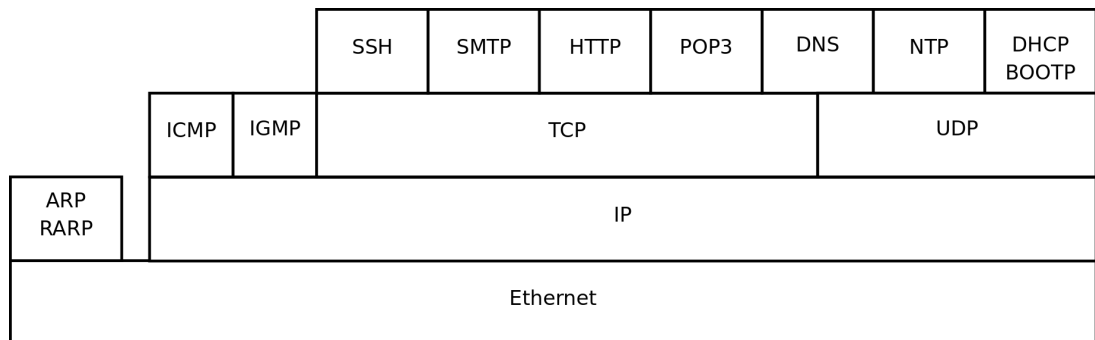 SSH SMTP HTTP POP3 DNS NTP DHCP
BOOTP
ICMP IGMP TCP UDP
ARP
RARP
IP
Ethernet